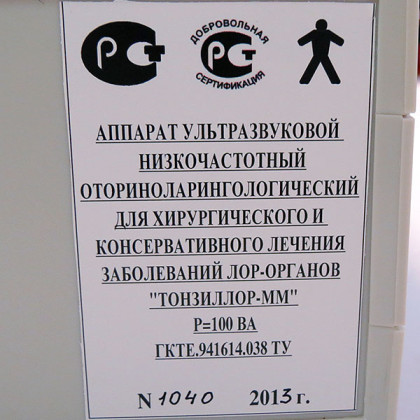 РСТ
ДОБРОВОЛЬНАЯ
РСТ
СЕРТИФИКАЦИЯ
АППАРАТ УЛЬТРАЗВУКОВОЙ
НИЗКОЧАСТОТНЫЙ
ОТОРИНОЛАРИНГОЛОГИЧЕСКИЙ
ДЛЯ ХИРУРГИЧЕСКОГО И
КОНСЕРВАТИВНОГО ЛЕЧЕНИЯ
ЗАБОЛЕВАНИЙ ЛОР-ОРГАНОВ
"ТОНЗИЛЛОР-ММ"
Р=100 ВА
ГКТЕ.941614.038 ТУ
N 1040 2013 г.